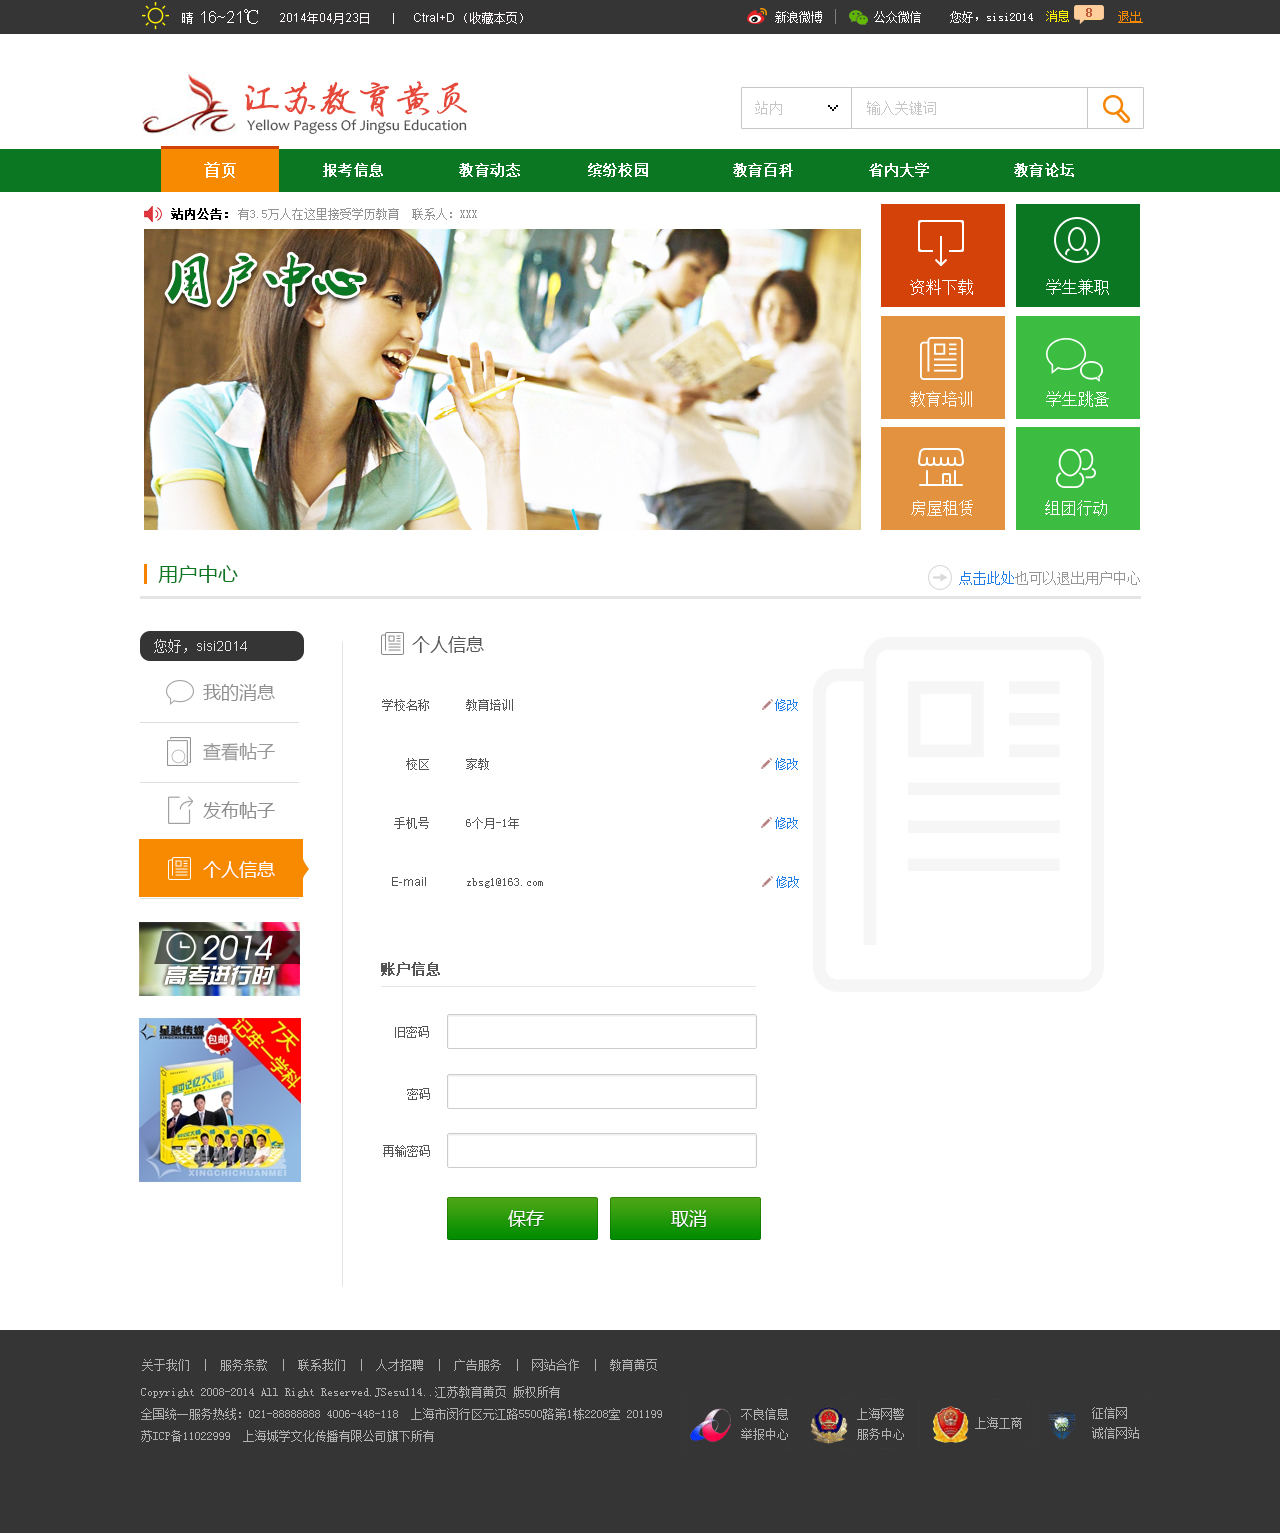 晴 16~21℃ 2014年04月23日 | Ctral+D（收藏本页） 新浪微博 | 公众微信 您好，sisi2014 消息 8 退出
江苏教育黄页
Yellow Pagess Of Jingsu Education
站内 输入关键词
首页 报考信息 教育动态 缤纷校园 教育百科 省内大学 教育论坛
站内公告：有3.5万人在这里接受学历教育 联系人：XXX
用户中心
资料下载 学生兼职
教育培训 学生跳蚤
房屋租赁 组团行动
用户中心
点击此处也可以退出用户中心
您好，sisi2014
我的消息
查看帖子
发布帖子
个人信息
2014
高考进行时
星驰传媒
XINGCHICHUANMEI
包邮
7天
记牢一学科
高中记忆大师
XINGCHICHUANMEI
个人信息
学校名称 教育培训 修改
校区 家教 修改
手机号 6个月-1年 修改
E-mail zbsg1@163.com 修改
账户信息
旧密码
密码
再输密码
保存 取消
关于我们 | 服务条款 | 联系我们 | 人才招聘 | 广告服务 | 网站合作 | 教育黄页
Copyright 2008-2014 All Right Reserved.JSesu114..江苏教育黄页 版权所有
全国统一服务热线：021-88888888 4006-448-118 上海市闵行区元江路5500路第1栋2208室 201199
苏ICP备11022999 上海城学文化传播有限公司旗下所有
不良信息
举报中心
上海网警
服务中心
上海工商
征信网
诚信网站